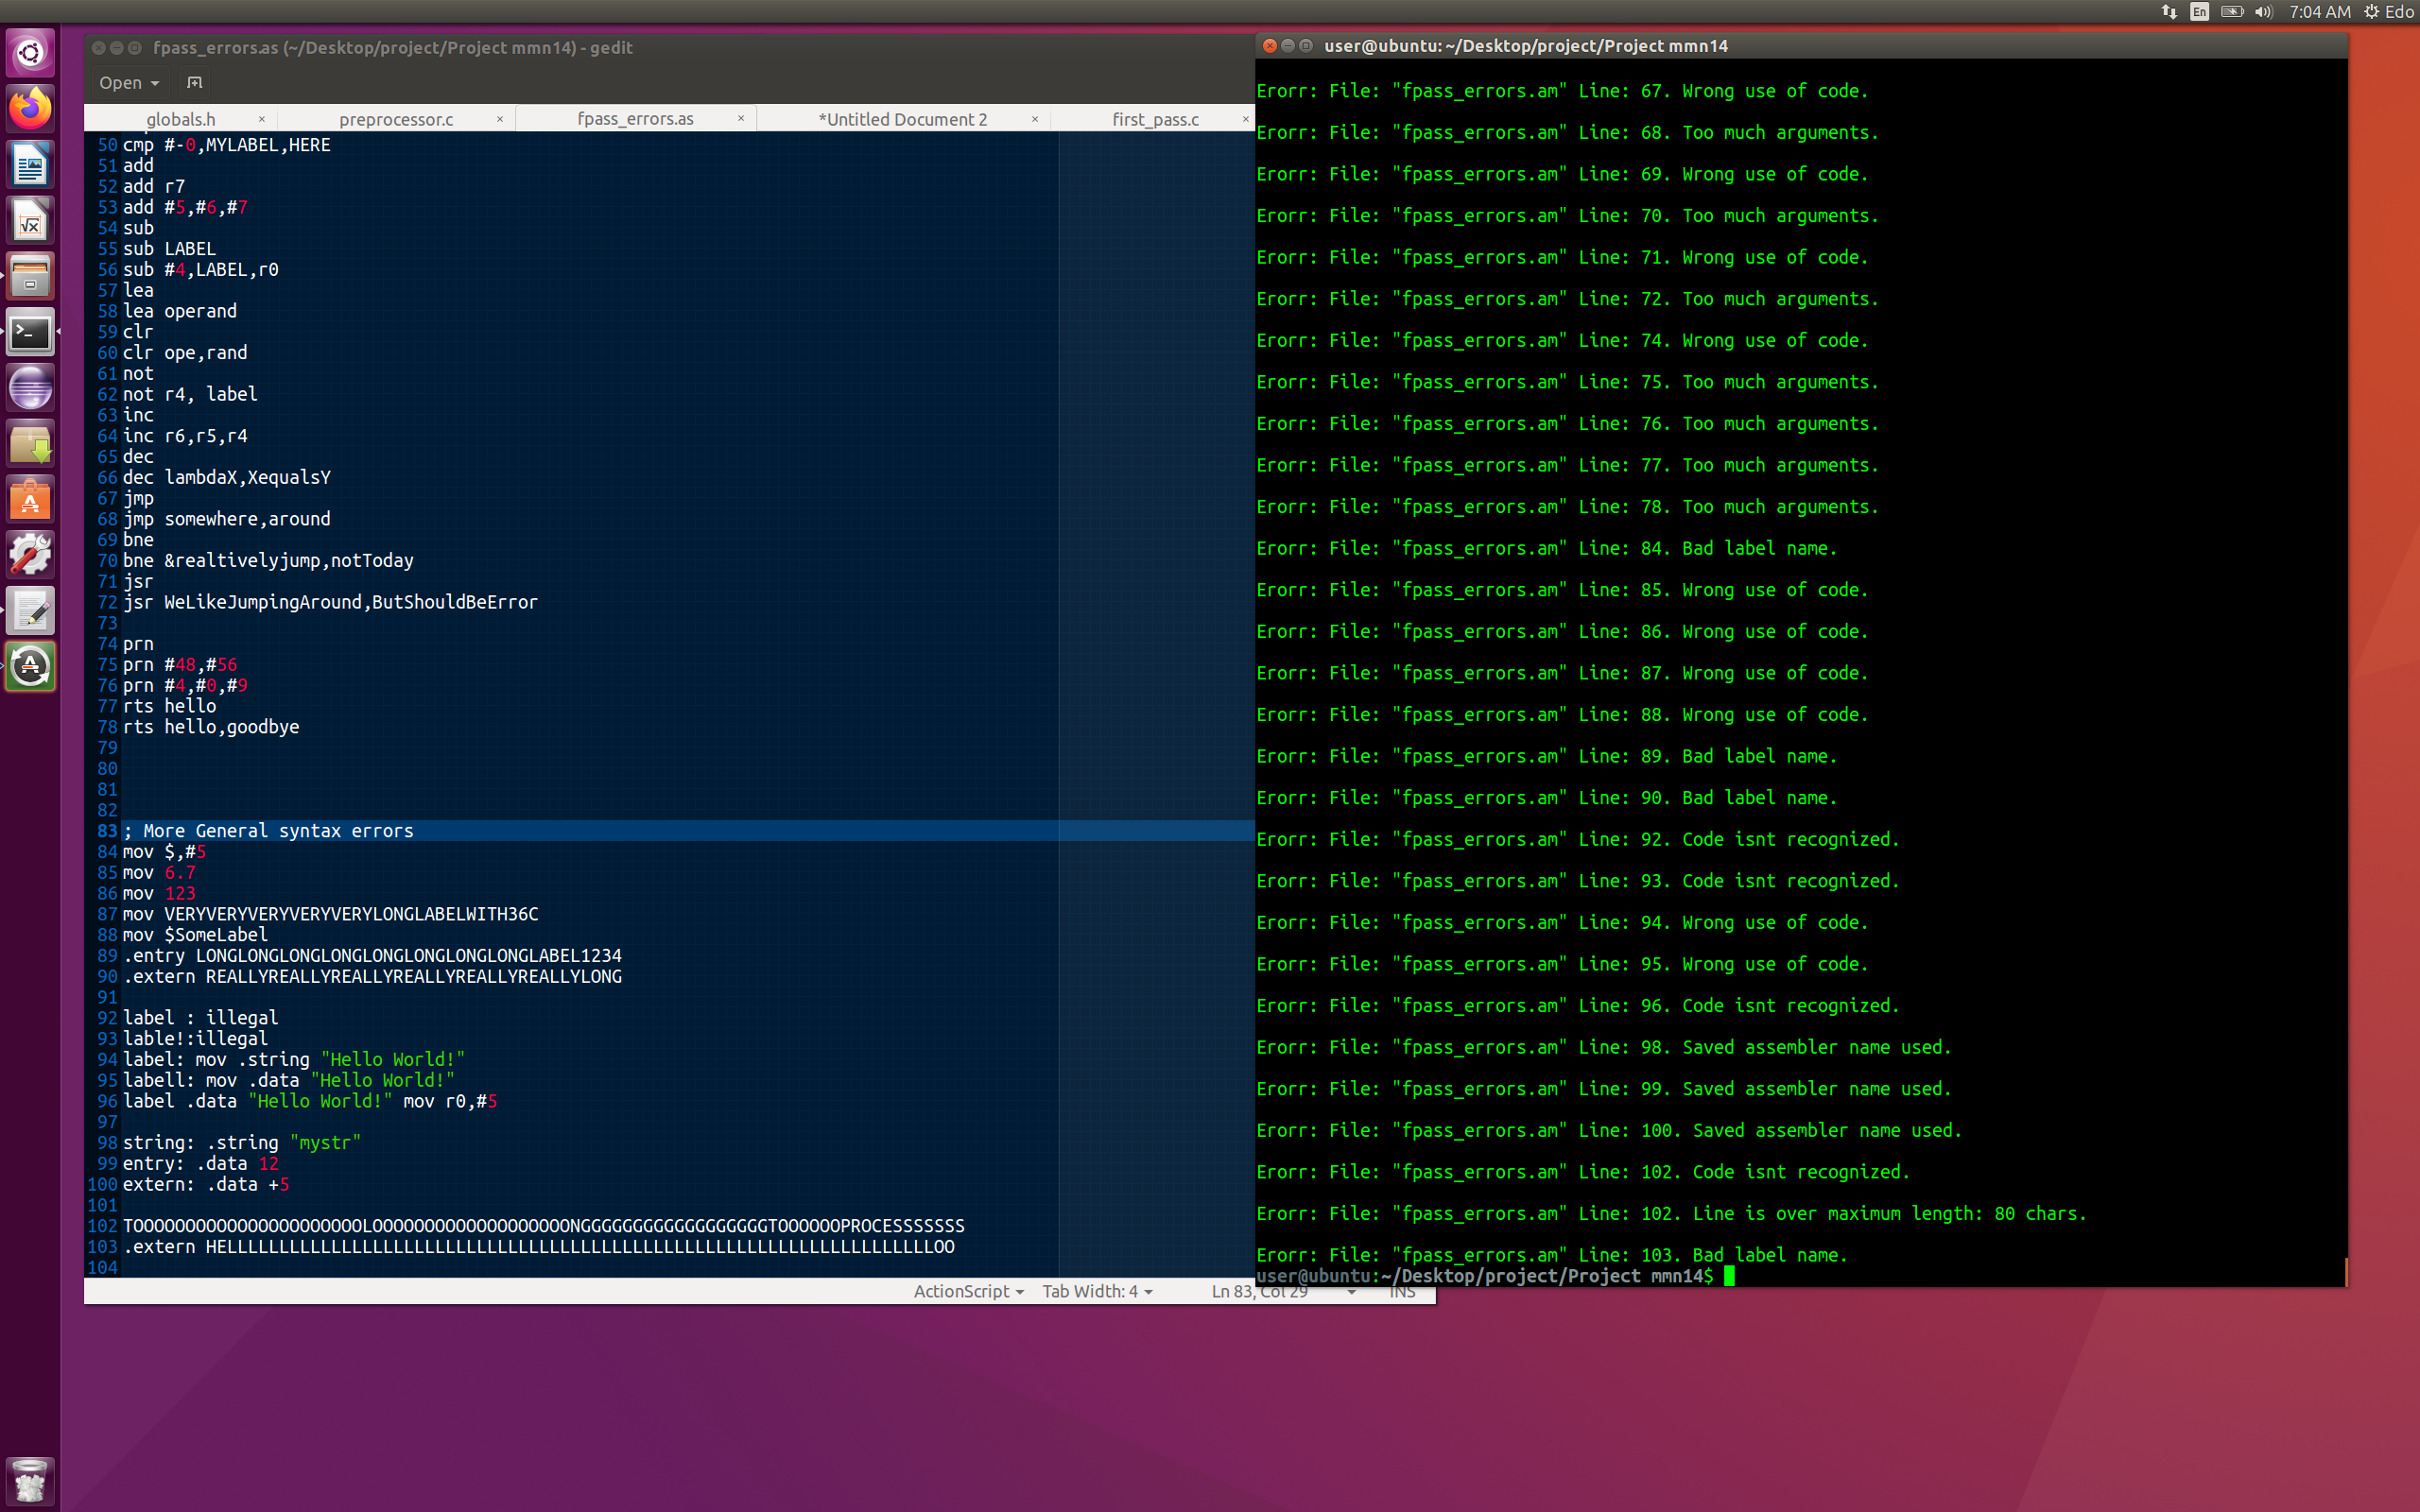 En
7:04 AM
Edo
fpass_errors.as (~/Desktop/project/Project mmn14) - gedit
Open
globals.h × preprocessor.c × fpass_errors.as × *Untitled Document 2 × first_pass.c ×
50 cmp #-0,MYLABEL,HERE
51 add
52 add r7
53 add #5,#6,#7
54 sub
55 sub LABEL
56 sub #4,LABEL,r0
57 lea
58 lea operand
59 clr
60 clr ope,rand
61 not
62 not r4, label
63 inc
64 inc r6,r5,r4
65 dec
66 dec lambdaX,XequalsY
67 jmp
68 jmp somewhere,around
69 bne
70 bne &realtivelyjump,notToday
71 jsr
72 jsr WeLikeJumpingAround,ButShouldBeError
73
74 prn
75 prn #48,#56
76 prn #4,#0,#9
77 rts hello
78 rts hello,goodbye
79
80
81
82
83 ; More General syntax errors
84 mov $,#5
85 mov 6.7
86 mov 123
87 mov VERYVERYVERYVERYVERYLONGLABELWITH36C
88 mov $SomeLabel
89 .entry LONGLONGLONGLONGLONGLONGLONGLONGLABEL1234
90 .extern REALLYREALLYREALLYREALLYREALLYREALLYLONG
91
92 label : illegal
93 lable!:illegal
94 label: mov .string "Hello World!"
95 labell: mov .data "Hello World!"
96 label .data "Hello World!" mov r0,#5
97
98 string: .string "mystr"
99 entry: .data 12
100 extern: .data +5
101
102 TOOOOOOOOOOOOOOOOOOOOOOLOOOOOOOOOOOOOOOOOOONGGGGGGGGGGGGGGGGGGTOOOOOOPROCESSSSSSS
103 .extern HELLLLLLLLLLLLLLLLLLLLLLLLLLLLLLLLLLLLLLLLLLLLLLLLLLLLLLLLLLLLLLLLLLLLLOO
104
ActionScript Tab Width: 4 Ln 83, Col 29 INS
user@ubuntu: ~/Desktop/project/Project mmn14
Erorr: File: "fpass_errors.am" Line: 67. Wrong use of code.
Erorr: File: "fpass_errors.am" Line: 68. Too much arguments.
Erorr: File: "fpass_errors.am" Line: 69. Wrong use of code.
Erorr: File: "fpass_errors.am" Line: 70. Too much arguments.
Erorr: File: "fpass_errors.am" Line: 71. Wrong use of code.
Erorr: File: "fpass_errors.am" Line: 72. Too much arguments.
Erorr: File: "fpass_errors.am" Line: 74. Wrong use of code.
Erorr: File: "fpass_errors.am" Line: 75. Too much arguments.
Erorr: File: "fpass_errors.am" Line: 76. Too much arguments.
Erorr: File: "fpass_errors.am" Line: 77. Too much arguments.
Erorr: File: "fpass_errors.am" Line: 78. Too much arguments.
Erorr: File: "fpass_errors.am" Line: 84. Bad label name.
Erorr: File: "fpass_errors.am" Line: 85. Wrong use of code.
Erorr: File: "fpass_errors.am" Line: 86. Wrong use of code.
Erorr: File: "fpass_errors.am" Line: 87. Wrong use of code.
Erorr: File: "fpass_errors.am" Line: 88. Wrong use of code.
Erorr: File: "fpass_errors.am" Line: 89. Bad label name.
Erorr: File: "fpass_errors.am" Line: 90. Bad label name.
Erorr: File: "fpass_errors.am" Line: 92. Code isnt recognized.
Erorr: File: "fpass_errors.am" Line: 93. Code isnt recognized.
Erorr: File: "fpass_errors.am" Line: 94. Wrong use of code.
Erorr: File: "fpass_errors.am" Line: 95. Wrong use of code.
Erorr: File: "fpass_errors.am" Line: 96. Code isnt recognized.
Erorr: File: "fpass_errors.am" Line: 98. Saved assembler name used.
Erorr: File: "fpass_errors.am" Line: 99. Saved assembler name used.
Erorr: File: "fpass_errors.am" Line: 100. Saved assembler name used.
Erorr: File: "fpass_errors.am" Line: 102. Code isnt recognized.
Erorr: File: "fpass_errors.am" Line: 102. Line is over maximum length: 80 chars.
Erorr: File: "fpass_errors.am" Line: 103. Bad label name.
user@ubuntu:~/Desktop/project/Project mmn14$